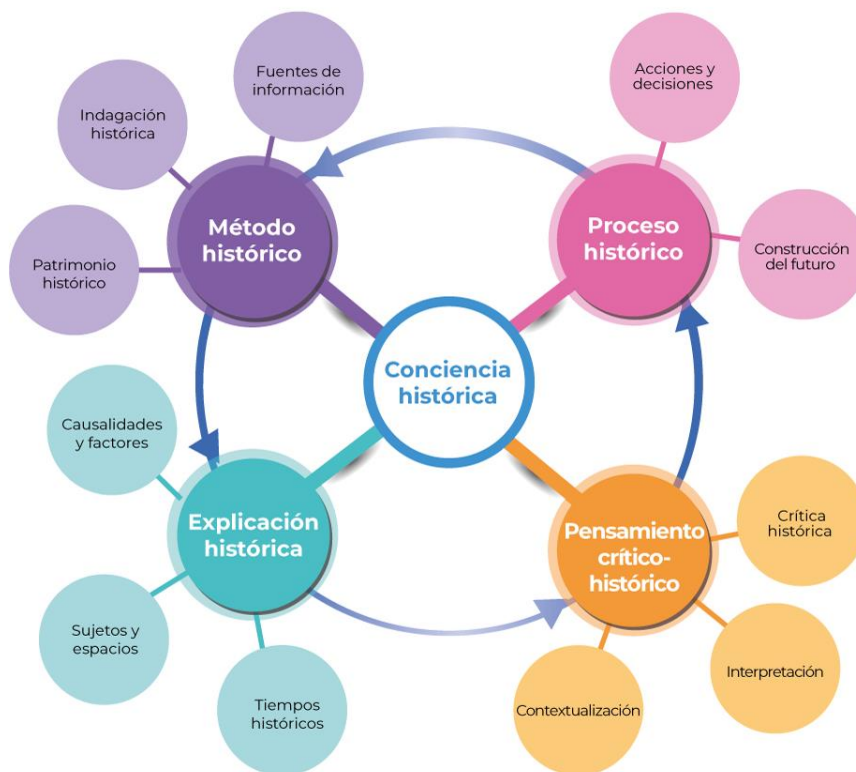 Fuentes de
información
Indagación
histórica
Patrimonio
histórico
Método
histórico
Acciones y
decisiones
Proceso
histórico
Construcción
del futuro
Conciencia
histórica
Causalidades
y factores
Explicación
histórica
Sujetos y
espacios
Tiempos
históricos
Pensamiento
crítico-
histórico
Crítica
histórica
Interpretación
Contextualización